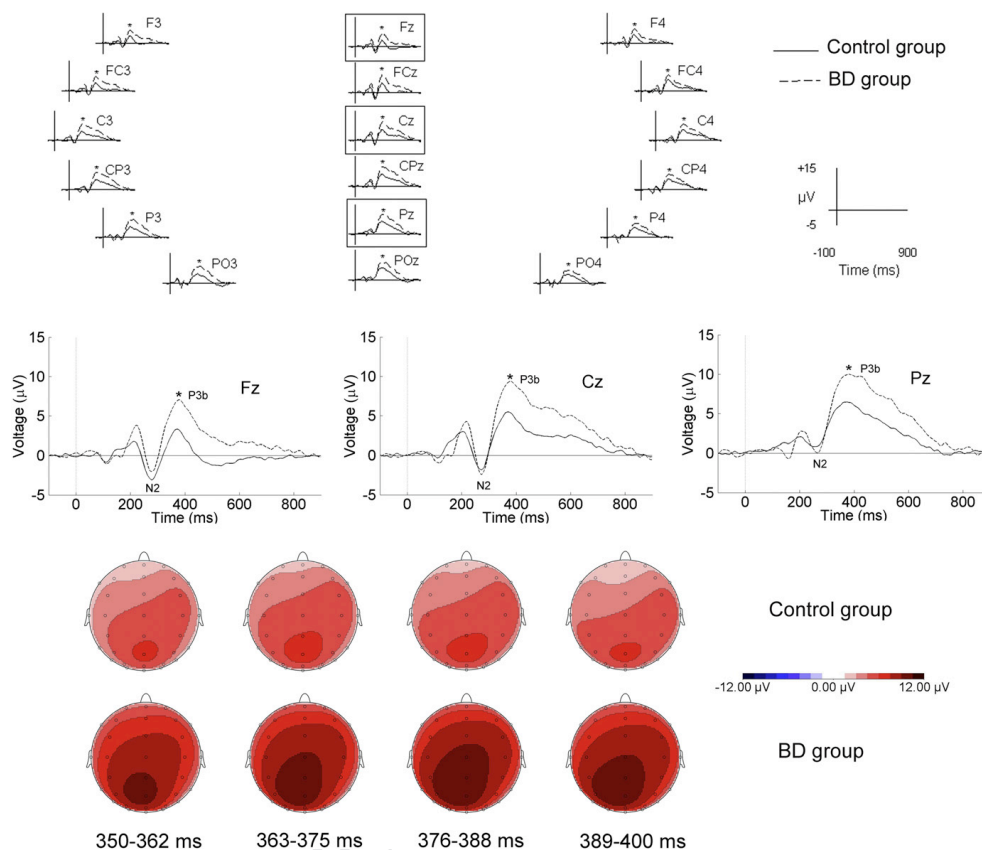 F3
Fz
F4
Control group
FC3
FCz
FC4
BD group
C3
Cz
C4
CP3
CPz
CP4
+15
µV
-5
P3
Pz
P4
-100 900
Time (ms)
PO3
POz
PO4
15
10
5
0
-5
Voltage (µV)
Fz
* P3b
N2
0 200 400 600 800
Time (ms)
15
10
5
0
-5
Voltage (µV)
Cz
* P3b
N2
0 200 400 600 800
Time (ms)
15
10
5
0
-5
Voltage (µV)
Pz
* P3b
N2
0 200 400 600 800
Time (ms)
Control group
-12.00 µV 0.00 µV 12.00 µV
BD group
350-362 ms 363-375 ms 376-388 ms 389-400 ms